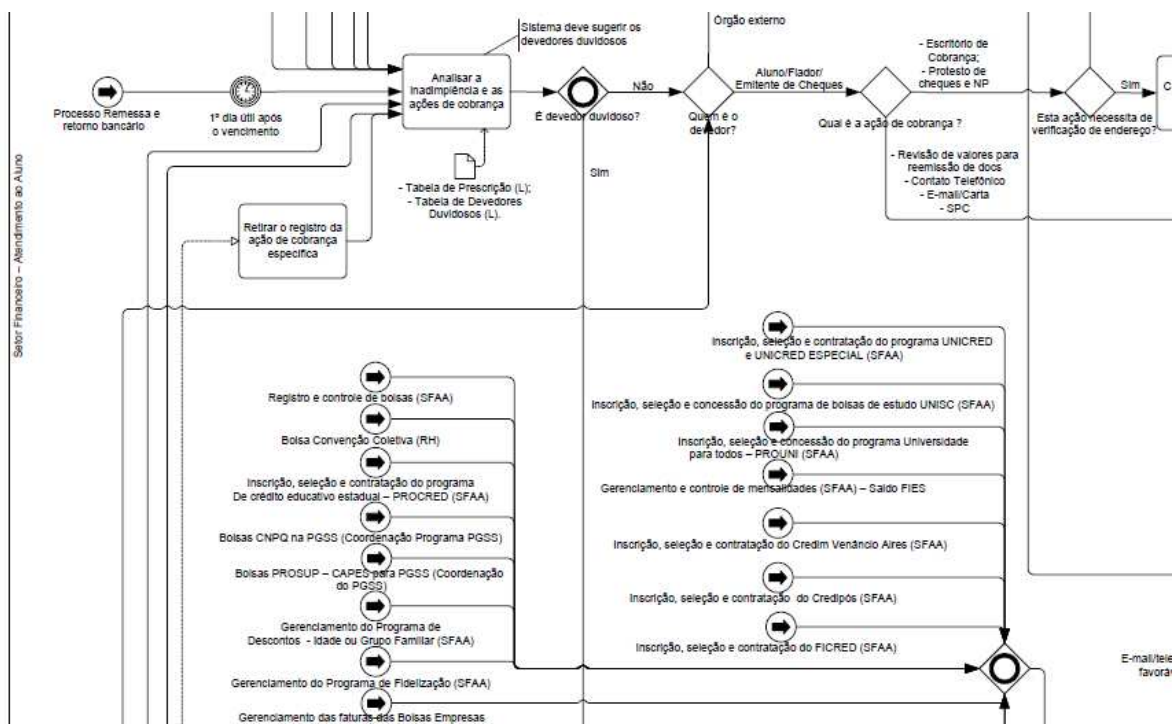 Sistema deve sugerir os
devedores duvidosos
Órgão externo
Analisar a
inadimplência e as
ações de cobrança
Processo Remessa e
retorno bancário
1º dia útil após
o vencimento
É devedor duvidoso?
Não
Sim
Quem é o
devedor?
Aluno/Fiador/
Emitente de Cheques
- Escritório de
Cobrança;
- Protesto de
cheques e NP
Qual é a ação de cobrança ?
Sim
C
Esta ação necessita de
verificação de endereço?
- Revisão de valores para
reemissão de docs
- Contato Telefônico
- E-mail/Carta
- SPC
- Tabela de Prescrição (L);
- Tabela de Devedores
Duvidosos (L).
Retirar o registro da
ação de cobrança
específica
Setor Financeiro – Atendimento ao Aluno
Registro e controle de bolsas (SFAA)
Bolsa Convenção Coletiva (RH)
Inscrição, seleção e contratação do programa
De crédito educativo estadual – PROCRED (SFAA)
Bolsas CNPQ na PGSS (Coordenação Programa PGSS)
Bolsas PROSUP – CAPES para PGSS (Coordenação
do PGSS)
Gerenciamento do Programa de
Descontos - Idade ou Grupo Familiar (SFAA)
Gerenciamento do Programa de Fidelização (SFAA)
Gerenciamento das faturas das Bolsas Empresas
Inscrição, seleção e contratação do programa UNICRED
e UNICRED ESPECIAL (SFAA)
Inscrição, seleção e concessão do programa de bolsas de estudo UNISC (SFAA)
Inscrição, seleção e concessão do programa Universidade
para todos – PROUNI (SFAA)
Gerenciamento e controle de mensalidades (SFAA) – Saldo FIES
Inscrição, seleção e contratação do Credim Venâncio Aires (SFAA)
Inscrição, seleção e contratação do Credipós (SFAA)
Inscrição, seleção e contratação do FICRED (SFAA)
E-mail/tele
favoráv